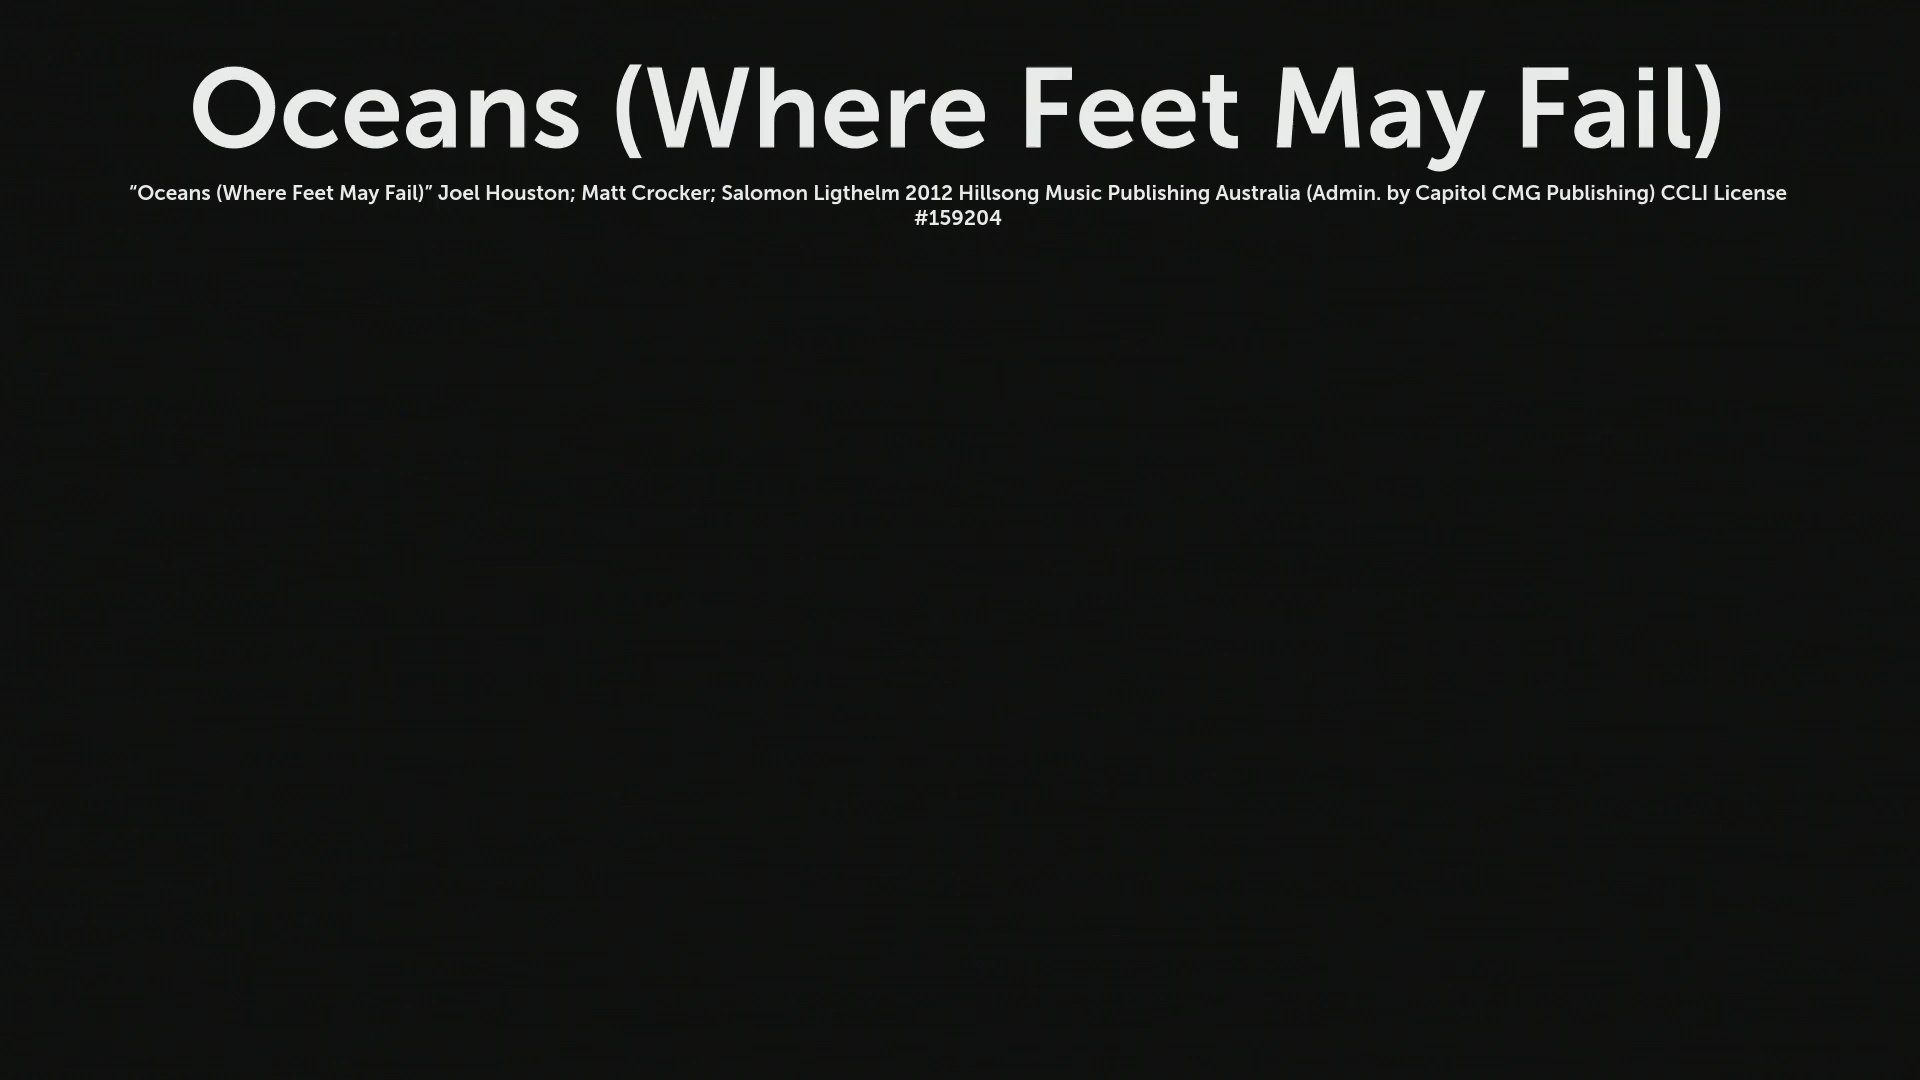 Oceans (Where Feet May Fail)
“Oceans (Where Feet May Fail)” Joel Houston; Matt Crocker; Salomon Ligthelm 2012 Hillsong Music Publishing Australia (Admin. by Capitol CMG Publishing) CCLI License
#159204